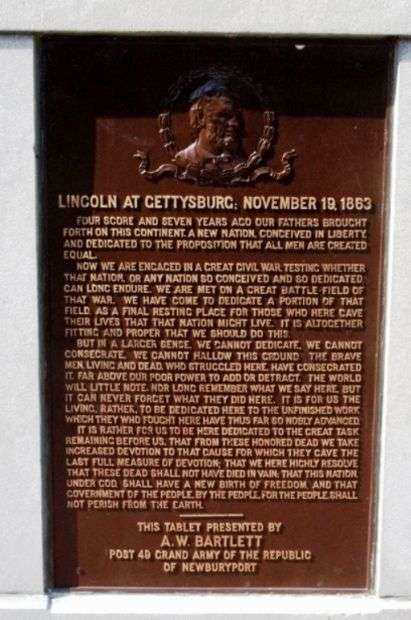 LINCOLN AT GETTYSBURG; NOVEMBER 19, 1863
FOUR SCORE AND SEVEN YEARS AGO OUR FATHERS BROUGHT
FORTH ON THIS CONTINENT, A NEW NATION, CONCEIVED IN LIBERTY,
AND DEDICATED TO THE PROPOSITION THAT ALL MEN ARE CREATED
EQUAL.
NOW WE ARE ENGAGED IN A GREAT CIVIL WAR, TESTING WHETHER
THAT NATION, OR ANY NATION SO CONCEIVED AND SO DEDICATED,
CAN LONG ENDURE. WE ARE MET ON A GREAT BATTLE-FIELD OF
THAT WAR. WE HAVE COME TO DEDICATE A PORTION OF THAT
FIELD, AS A FINAL RESTING PLACE FOR THOSE WHO HERE GAVE
THEIR LIVES THAT THAT NATION MIGHT LIVE. IT IS ALTOGETHER
FITTING AND PROPER THAT WE SHOULD DO THIS.
BUT IN A LARGER SENSE, WE CANNOT DEDICATE, WE CANNOT
CONSECRATE, WE CANNOT HALLOW THIS GROUND. THE BRAVE
MEN, LIVING AND DEAD, WHO STRUGGLED HERE, HAVE CONSECRATED
IT, FAR ABOVE OUR POOR POWER TO ADD OR DETRACT. THE WORLD
WILL LITTLE NOTE, NOR LONG REMEMBER WHAT WE SAY HERE, BUT
IT CAN NEVER FORGET WHAT THEY DID HERE. IT IS FOR US THE
LIVING, RATHER, TO BE DEDICATED HERE TO THE UNFINISHED WORK
WHICH THEY WHO FOUGHT HERE HAVE THUS FAR SO NOBLY ADVANCED.
IT IS RATHER FOR US TO BE HERE DEDICATED TO THE GREAT TASK
REMAINING BEFORE US, THAT FROM THESE HONORED DEAD WE TAKE
INCREASED DEVOTION TO THAT CAUSE FOR WHICH THEY GAVE THE
LAST FULL MEASURE OF DEVOTION; THAT WE HERE HIGHLY RESOLVE
THAT THESE DEAD SHALL NOT HAVE DIED IN VAIN; THAT THIS NATION,
UNDER GOD, SHALL HAVE A NEW BIRTH OF FREEDOM, AND THAT
GOVERNMENT OF THE PEOPLE, BY THE PEOPLE, FOR THE PEOPLE, SHALL
NOT PERISH FROM THE EARTH.
THIS TABLET PRESENTED BY
A.W. BARTLETT
POST 49 GRAND ARMY OF THE REPUBLIC
OF NEWBURYPORT